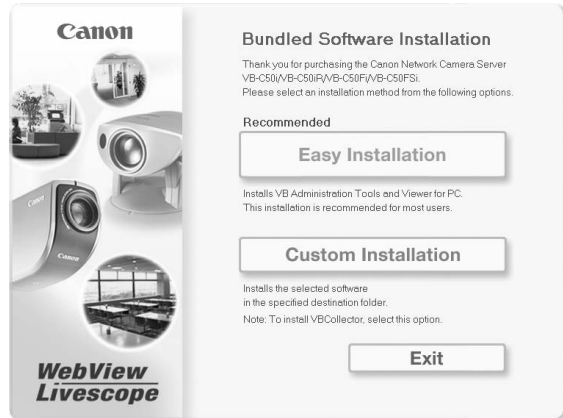 Canon
Bundled Software Installation
Thank you for purchasing the Canon Network Camera Server
VB-C50i/VB-C50iR/VB-C50Fi/VB-C50FSi.
Please select an installation method from the following options.
Recommended
Easy Installation
Installs VB Administration Tools and Viewer for PC.
This installation is recommended for most users.
Custom Installation
Installs the selected software
in the specified destination folder.
Note: To install VBCollector, select this option.
Exit
Canon
Canon
WebView
Livescope